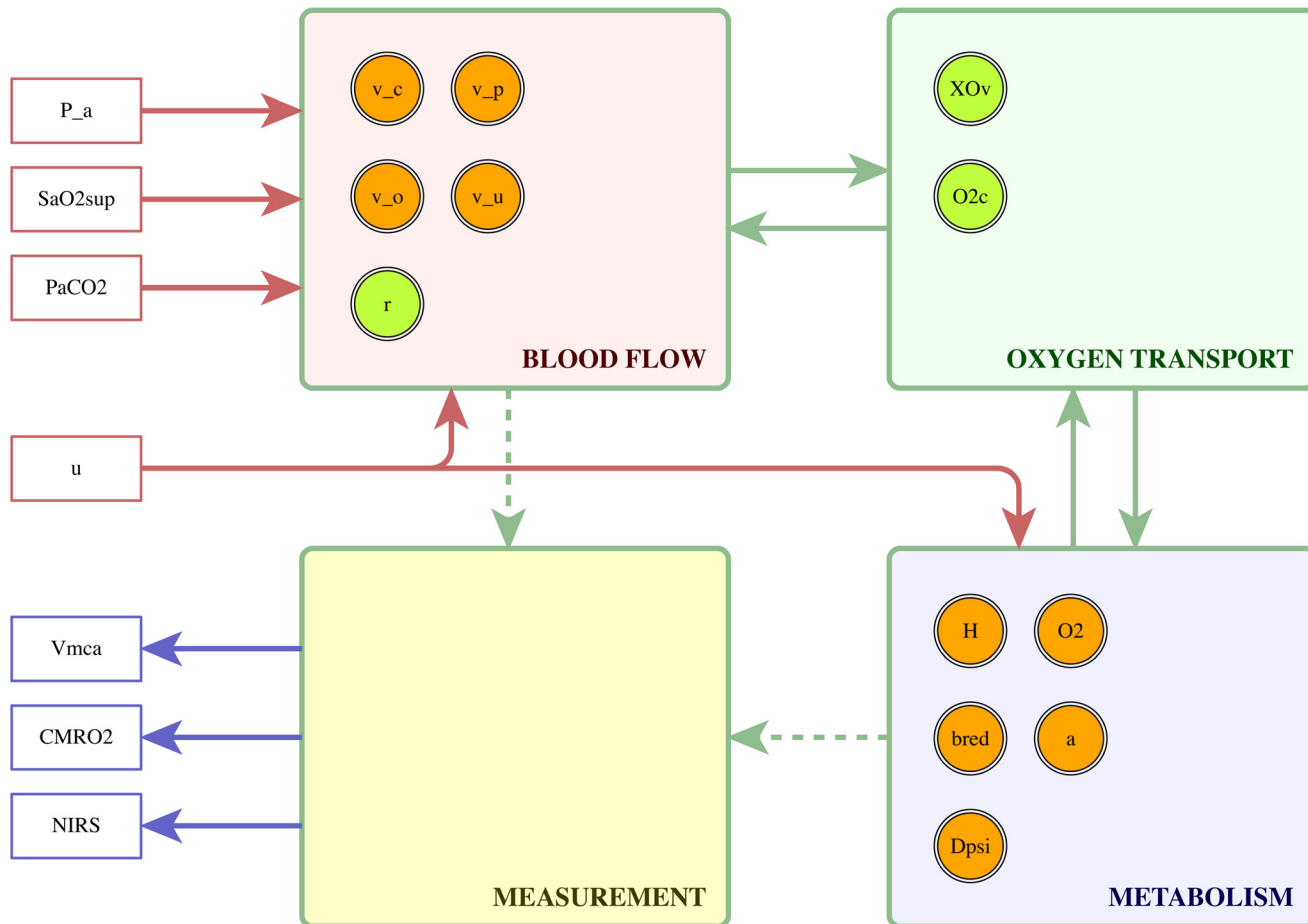 P_a
SaO2sup
PaCO2
u
v_c
v_p
v_o
v_u
r
BLOOD FLOW
XOv
O2c
OXYGEN TRANSPORT
Vmca
CMRO2
NIRS
MEASUREMENT
H
O2
bred
a
Dpsi
METABOLISM